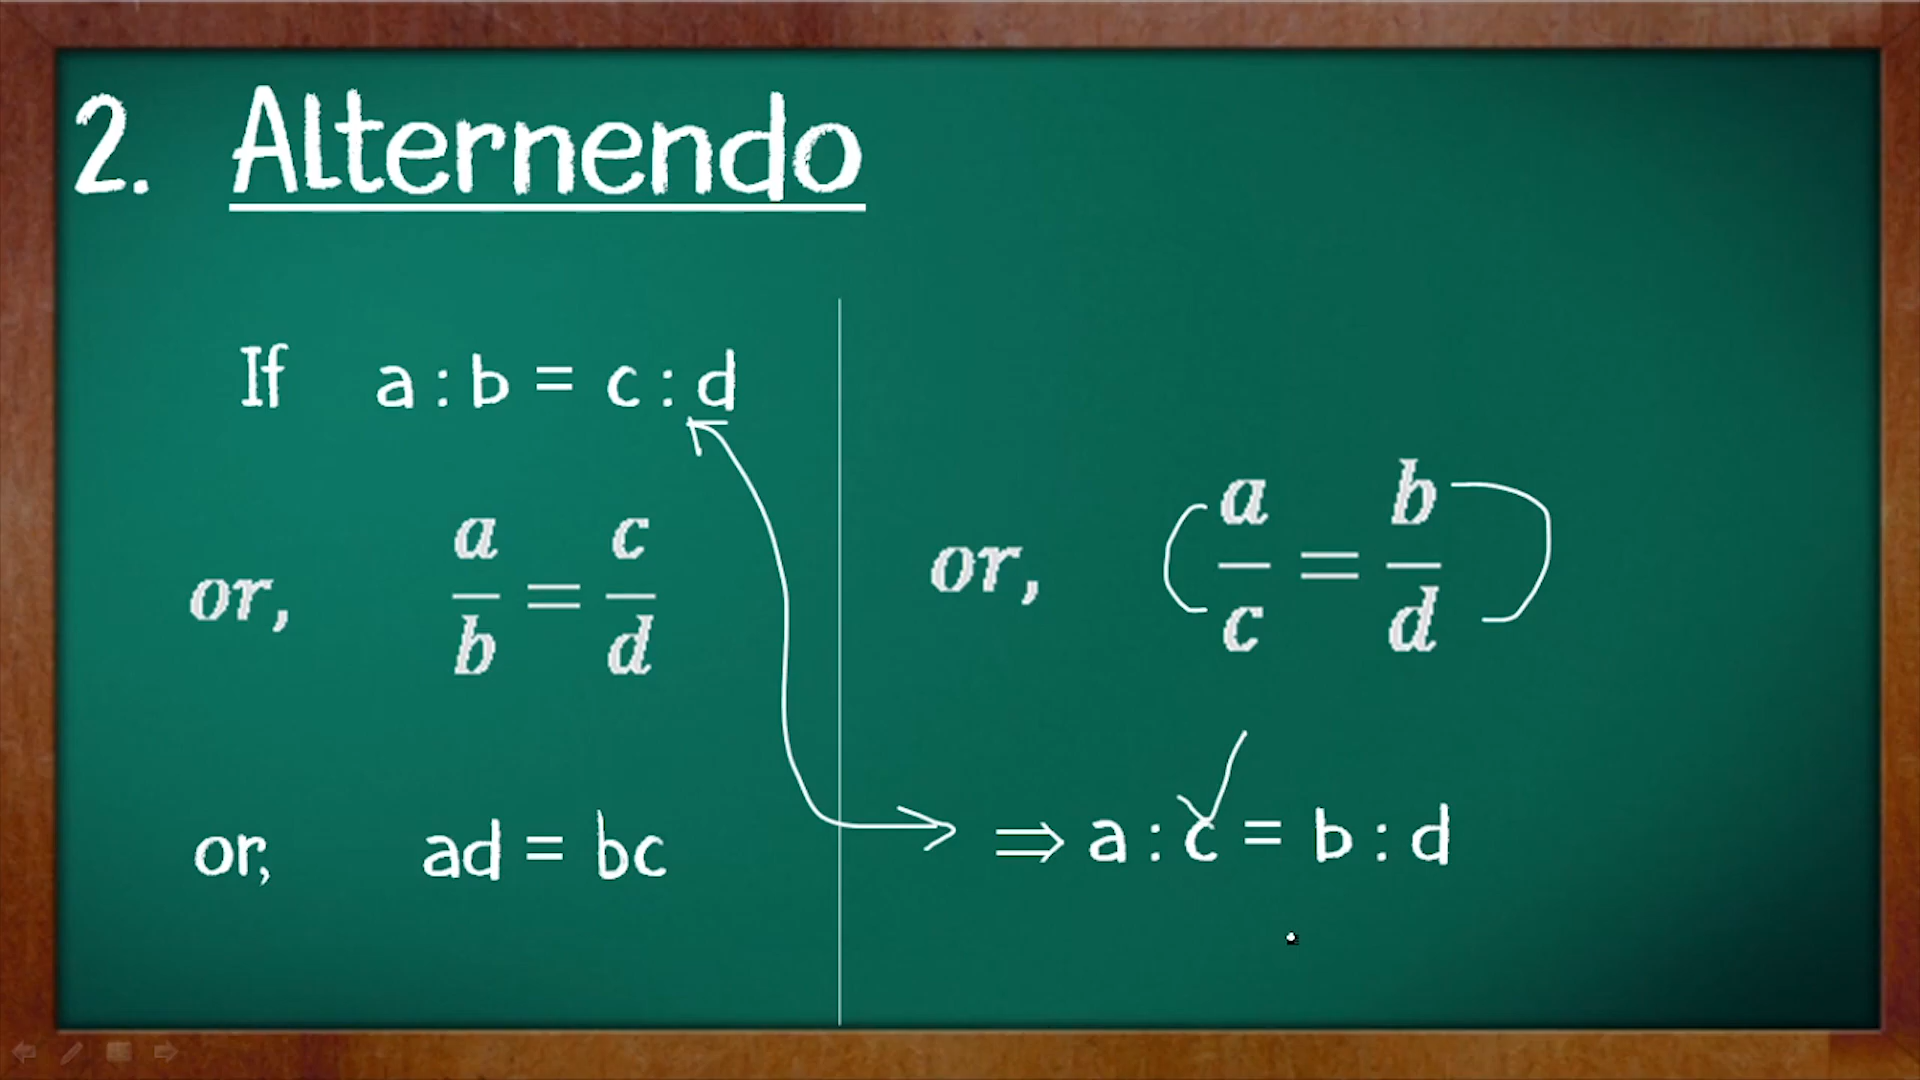 2. Alternendo
If a : b = c : d
or, a/b = c/d
or, ad = bc
or, a/c = b/d
⇒ a : c = b : d